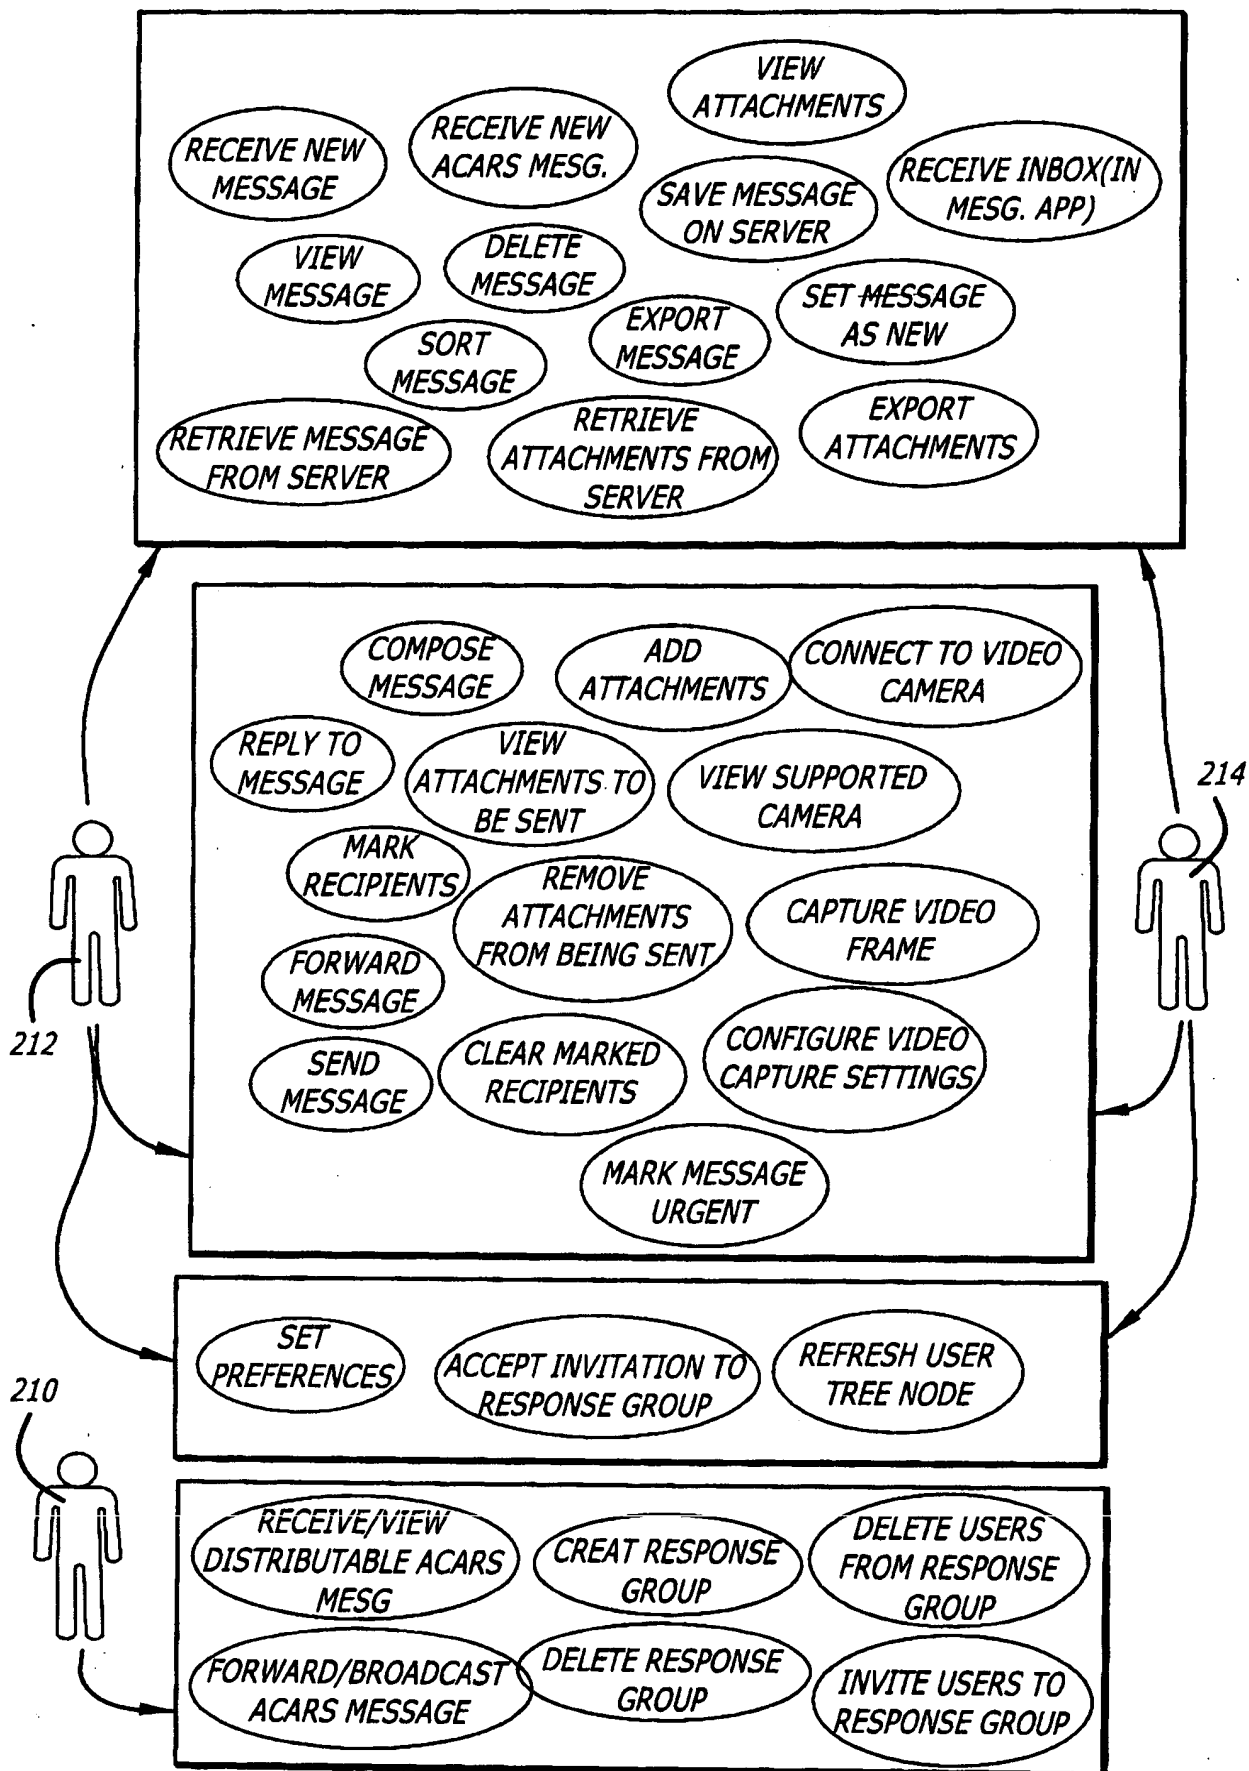 VIEW
ATTACHMENTS
RECEIVE NEW
MESSAGE
RECEIVE NEW
ACARS MESG.
SAVE MESSAGE
ON SERVER
RECEIVE INBOX(IN
MESG. APP)
VIEW
MESSAGE
DELETE
MESSAGE
SET MESSAGE
AS NEW
EXPORT
MESSAGE
SORT
MESSAGE
RETRIEVE MESSAGE
FROM SERVER
RETRIEVE
ATTACHMENTS FROM
SERVER
EXPORT
ATTACHMENTS
COMPOSE
MESSAGE
ADD
ATTACHMENTS
CONNECT TO VIDEO
CAMERA
REPLY TO
MESSAGE
VIEW
ATTACHMENTS TO
BE SENT
VIEW SUPPORTED
CAMERA
214
MARK
RECIPIENTS
REMOVE
ATTACHMENTS
FROM BEING SENT
CAPTURE VIDEO
FRAME
FORWARD
MESSAGE
212
SEND
MESSAGE
CLEAR MARKED
RECIPIENTS
CONFIGURE VIDEO
CAPTURE SETTINGS
MARK MESSAGE
URGENT
SET
PREFERENCES
ACCEPT INVITATION TO
RESPONSE GROUP
REFRESH USER
TREE NODE
210
RECEIVE/VIEW
DISTRIBUTABLE ACARS
MESG
CREAT RESPONSE
GROUP
DELETE USERS
FROM RESPONSE
GROUP
FORWARD/BROADCAST
ACARS MESSAGE
DELETE RESPONSE
GROUP
INVITE USERS TO
RESPONSE GROUP